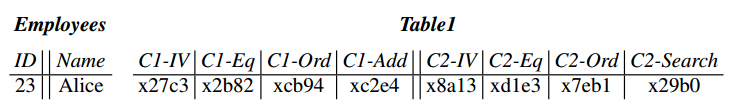 Employees Table1
ID Name C1-IV C1-Eq C1-Ord C1-Add C2-IV C2-Eq C2-Ord C2-Search
23 Alice x27c3 x2b82 xcb94 xc2e4 x8a13 xd1e3 x7eb1 x29b0